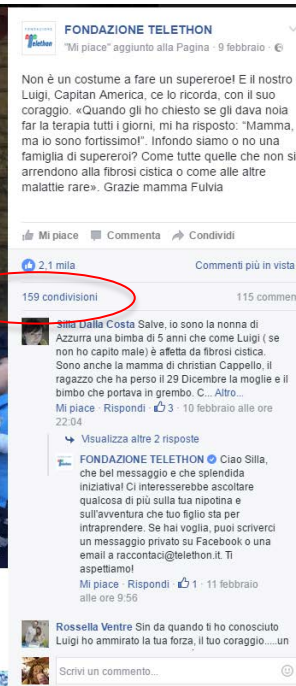 FONDAZIONE
Telethon
FONDAZIONE TELETHON
"Mi piace" aggiunto alla Pagina · 9 febbraio ·
Non è un costume a fare un supereroe! E il nostro
Luigi, Capitan America, ce lo ricorda, con il suo
coraggio. «Quando gli ho chiesto se gli dava noia
far la terapia tutti i giorni, mi ha risposto: "Mamma,
ma io sono fortissimo!". Infondo siamo o no una
famiglia di supereroi? Come tutte quelle che non si
arrendono alla fibrosi cistica o come alle altre
malattie rare». Grazie mamma Fulvia
Mi piace Commenta Condividi
2,1 mila Commenti più in vista
159 condivisioni 115 commen
Silla Dalla Costa Salve, io sono la nonna di
Azzurra una bimba di 5 anni che come Luigi ( se
non ho capito male) è affetta da fibrosi cistica.
Sono anche la mamma di christian Cappello, il
ragazzo che ha perso il 29 Dicembre la moglie e il
bimbo che portava in grembo. C... Altro...
Mi piace · Rispondi · 3 · 10 febbraio alle ore
22:04
Visualizza altre 2 risposte
FONDAZIONE TELETHON Ciao Silla,
che bel messaggio e che splendida
iniziativa! Ci interesserebbe ascoltare
qualcosa di più sulla tua nipotina e
sull'avventura che tuo figlio sta per
intraprendere. Se hai voglia, puoi scriverci
un messaggio privato su Facebook o una
email a raccontaci@telethon.it. Ti
aspettiamo!
Mi piace · Rispondi · 1 · 11 febbraio
alle ore 9:56
Rossella Ventre Sin da quando ti ho conosciuto
Luigi ho ammirato la tua forza, il tuo coraggio.....un
Scrivi un commento...